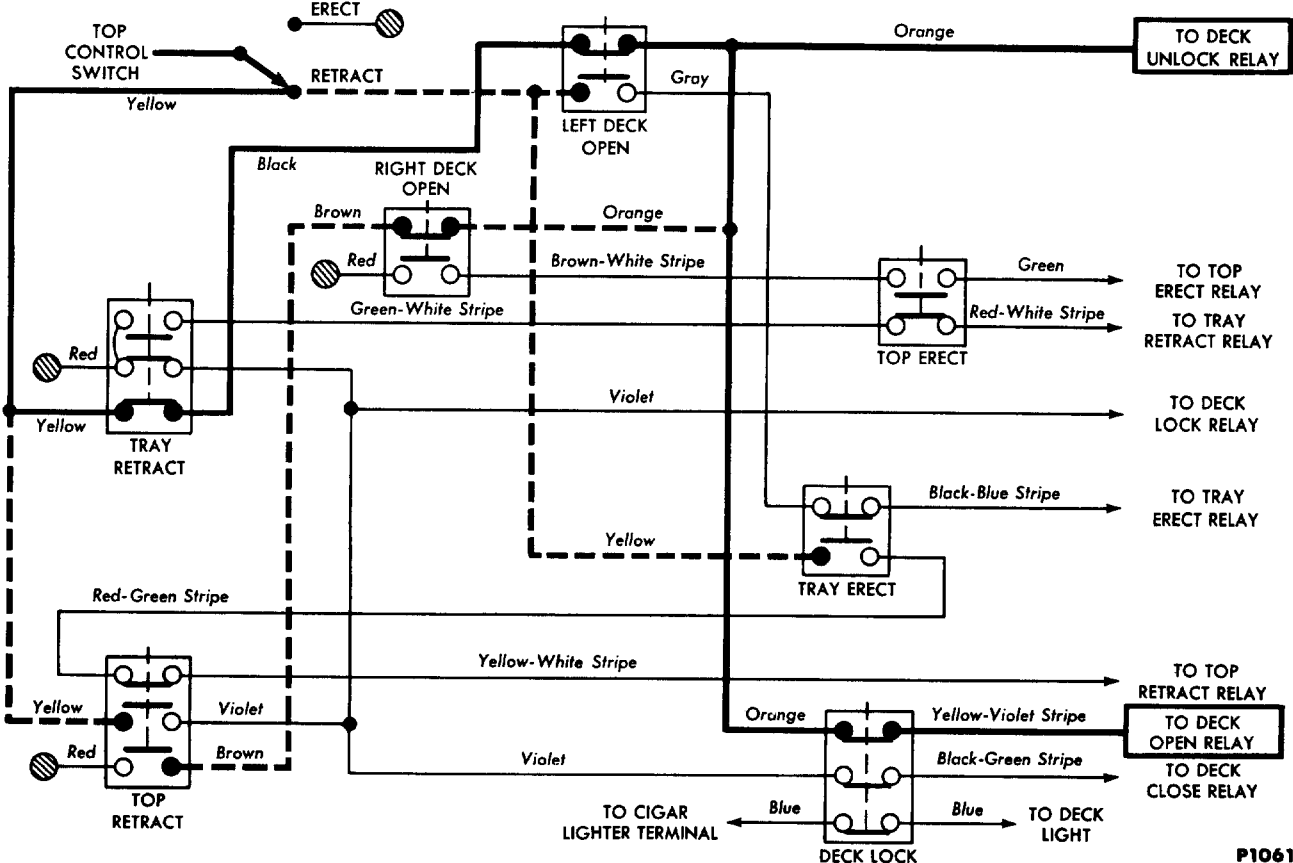 ERECT
TOP
CONTROL
SWITCH
RETRACT
Yellow
Orange
TO DECK
UNLOCK RELAY
Gray
LEFT DECK
OPEN
Black
RIGHT DECK
OPEN
Brown
Orange
Red
Brown-White Stripe
Green
TO TOP
ERECT RELAY
Green-White Stripe
Red-White Stripe
TO TRAY
RETRACT RELAY
TOP ERECT
Red
Yellow
TRAY
RETRACT
Violet
TO DECK
LOCK RELAY
Black-Blue Stripe
TO TRAY
ERECT RELAY
Yellow
TRAY ERECT
Red-Green Stripe
Yellow-White Stripe
TO TOP
RETRACT RELAY
Yellow
Violet
Orange
Yellow-Violet Stripe
TO DECK
OPEN RELAY
Red
Brown
Violet
Black-Green Stripe
TO DECK
CLOSE RELAY
TOP
RETRACT
TO CIGAR
LIGHTER TERMINAL
Blue
Blue
TO DECK
LIGHT
DECK LOCK
P1061